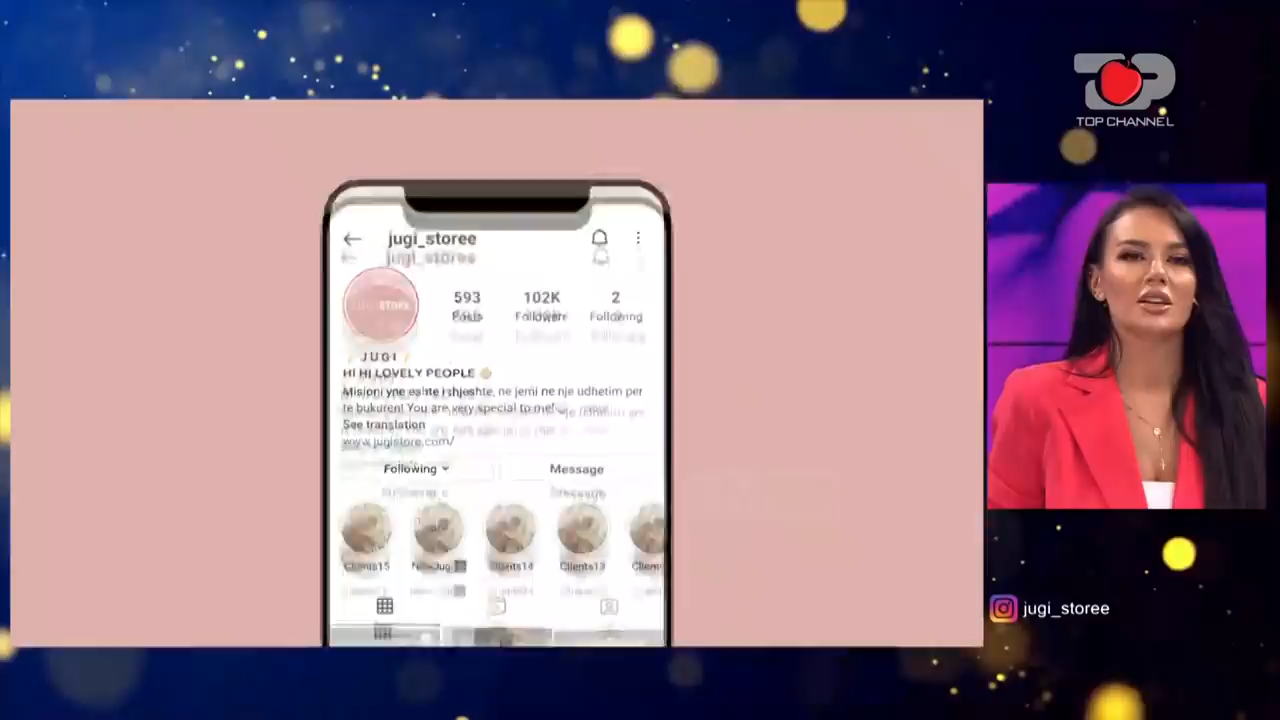 TOP CHANNEL
jugi_storee
593 102K 2
Posts Followers Following
JUGI
HI HI LOVELY PEOPLE
Misioni yne eshte i thjeshte, ne jemi ne nje udhetim per
te bukuren! You are very special to me!
See translation
www.jugistore.com/
Following Message
Clients15 Clients14 Clients13
jugi_storee